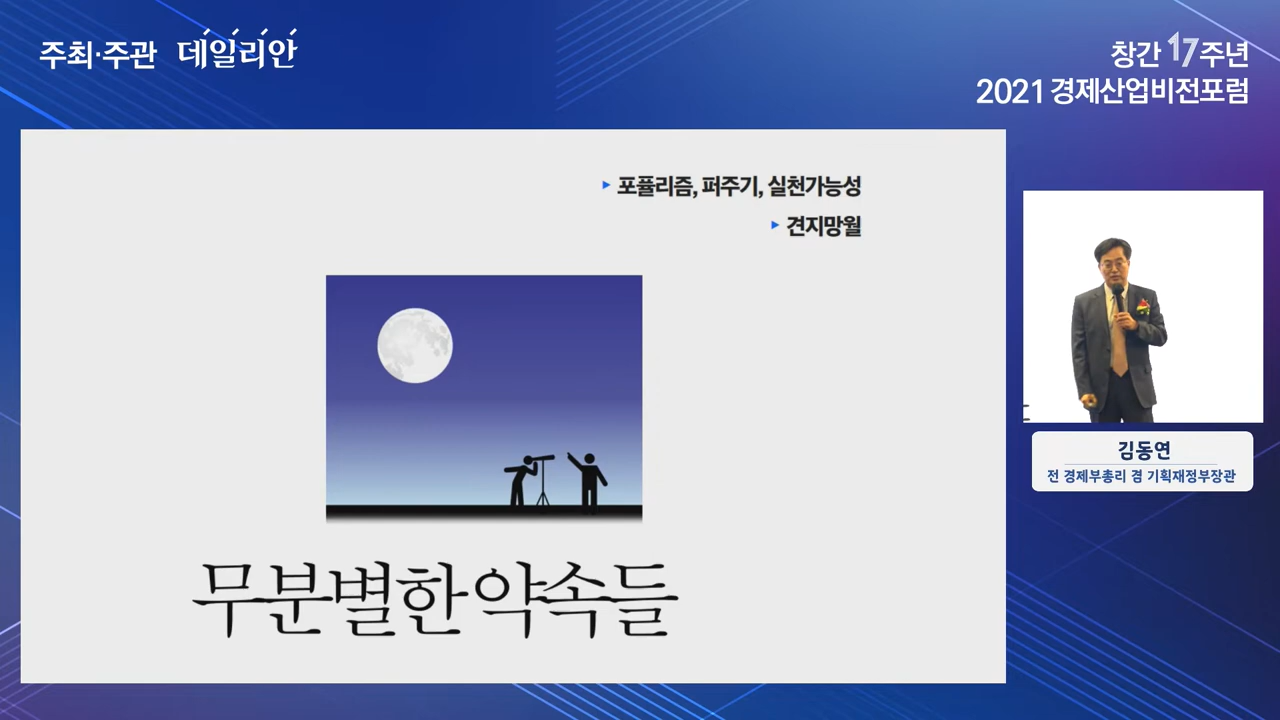 주최·주관 데일리안
창간 17주년
2021 경제산업비전포럼
▸ 포퓰리즘, 퍼주기, 실천가능성
▸ 견지망월
무분별한 약속들
김동연
전 경제부총리 겸 기획재정부장관